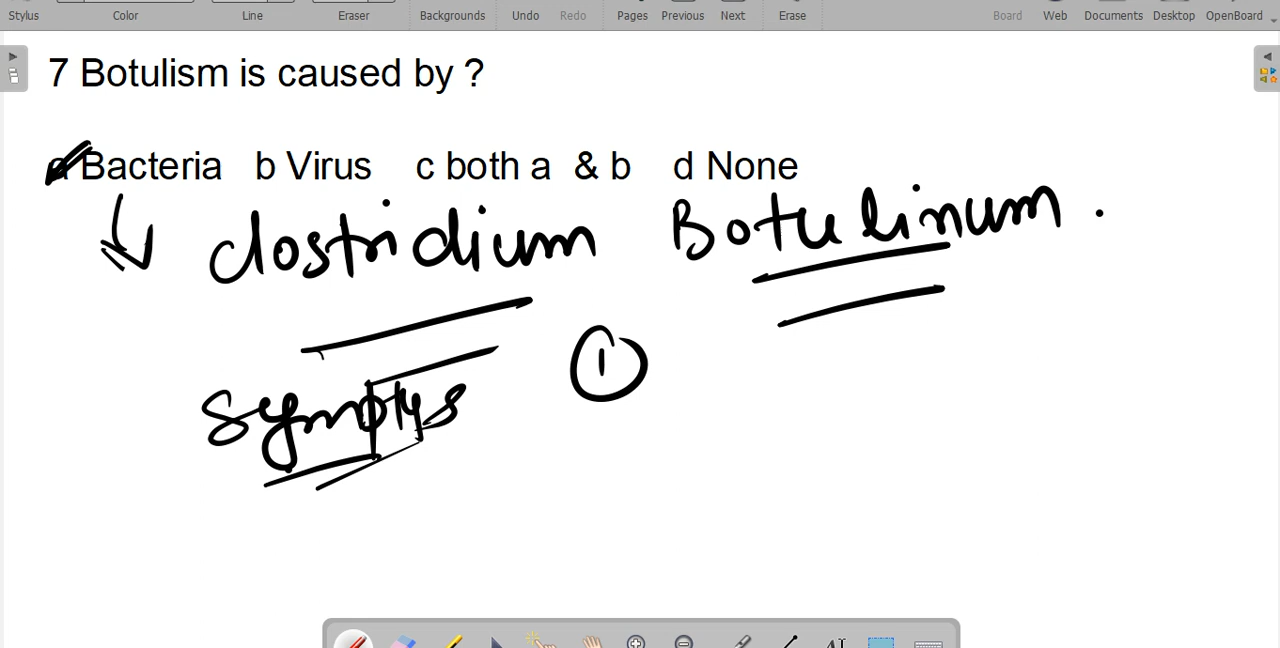 Stylus Color Line Eraser Backgrounds Undo Redo Pages Previous Next Erase Board Web Documents Desktop OpenBoard
7 Botulism is caused by ?
a Bacteria b Virus c both a & b d None
Clostridium Botulinum.
1